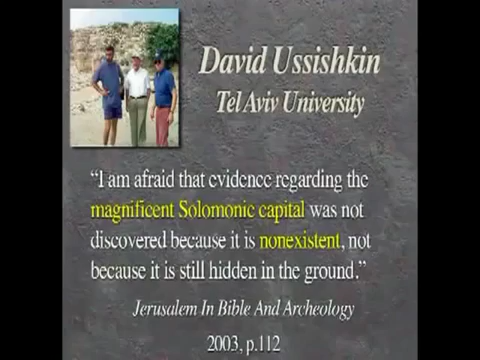 David Ussishkin
Tel Aviv University
“I am afraid that evidence regarding the
magnificent Solomonic capital was not
discovered because it is nonexistent, not
because it is still hidden in the ground.”
Jerusalem In Bible And Archeology
2003, p.112